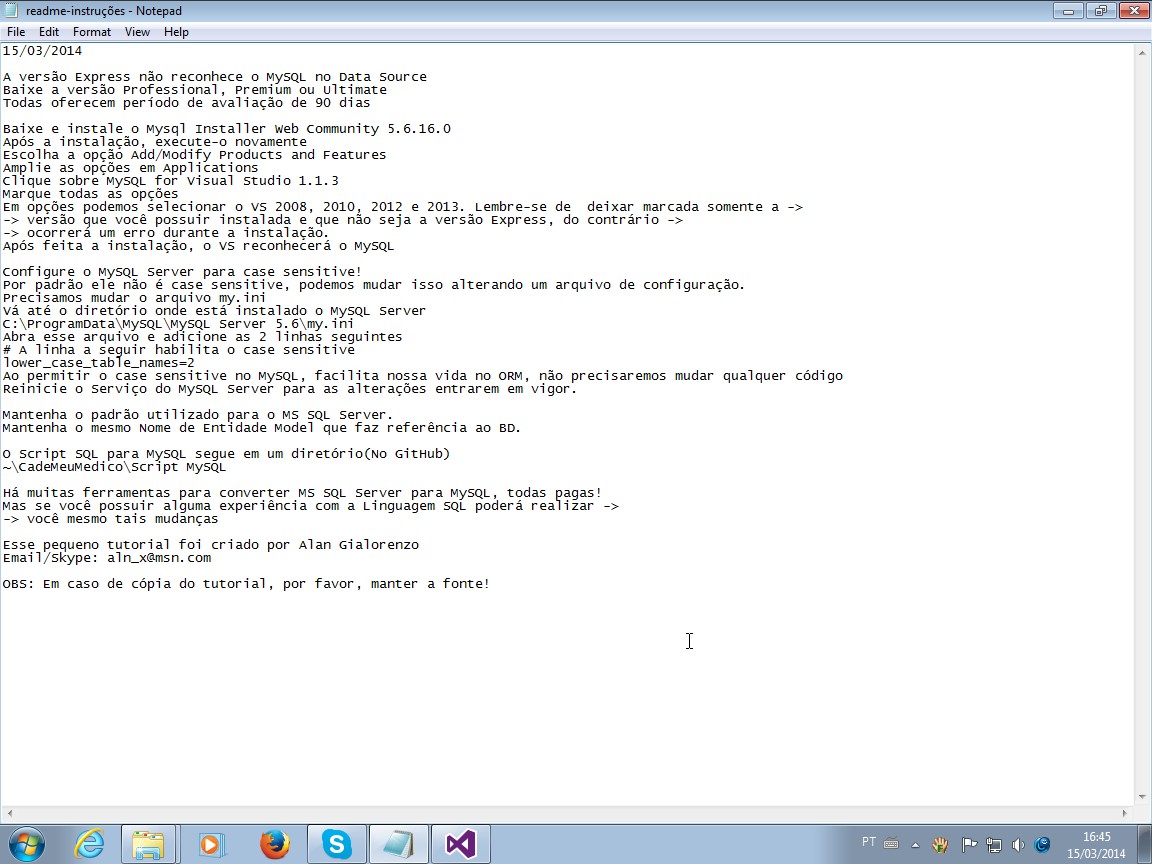 readme-instruções - Notepad
File Edit Format View Help
15/03/2014
A versão Express não reconhece o MySQL no Data Source
Baixe a versão Professional, Premium ou Ultimate
Todas oferecem período de avaliação de 90 dias
Baixe e instale o Mysql Installer Web Community 5.6.16.0
Após a instalação, execute-o novamente
Escolha a opção Add/Modify Products and Features
Amplie as opções em Applications
Clique sobre MySQL for Visual Studio 1.1.3
Marque todas as opções
Em opções podemos selecionar o VS 2008, 2010, 2012 e 2013. Lembre-se de  deixar marcada somente a ->
-> versão que você possuir instalada e que não seja a versão Express, do contrário ->
-> ocorrerá um erro durante a instalação.
Após feita a instalação, o VS reconhecerá o MySQL
Configure o MySQL Server para case sensitive!
Por padrão ele não é case sensitive, podemos mudar isso alterando um arquivo de configuração.
Precisamos mudar o arquivo my.ini
Vá até o diretório onde está instalado o MySQL Server
C:\ProgramData\MySQL\MySQL Server 5.6\my.ini
Abra esse arquivo e adicione as 2 linhas seguintes
# A linha a seguir habilita o case sensitive
lower_case_table_names=2
Ao permitir o case sensitive no MySQL, facilita nossa vida no ORM, não precisaremos mudar qualquer código
Reinicie o Serviço do MySQL Server para as alterações entrarem em vigor.
Mantenha o padrão utilizado para o MS SQL Server.
Mantenha o mesmo Nome de Entidade Model que faz referência ao BD.
O Script SQL para MySQL segue em um diretório(No GitHub)
~\CadeMeuMedico\Script MySQL
Há muitas ferramentas para converter MS SQL Server para MySQL, todas pagas!
Mas se você possuir alguma experiência com a Linguagem SQL poderá realizar ->
-> você mesmo tais mudanças
Esse pequeno tutorial foi criado por Alan Gialorenzo
Email/Skype: aln_x@msn.com
OBS: Em caso de cópia do tutorial, por favor, manter a fonte!
PT
16:45
15/03/2014